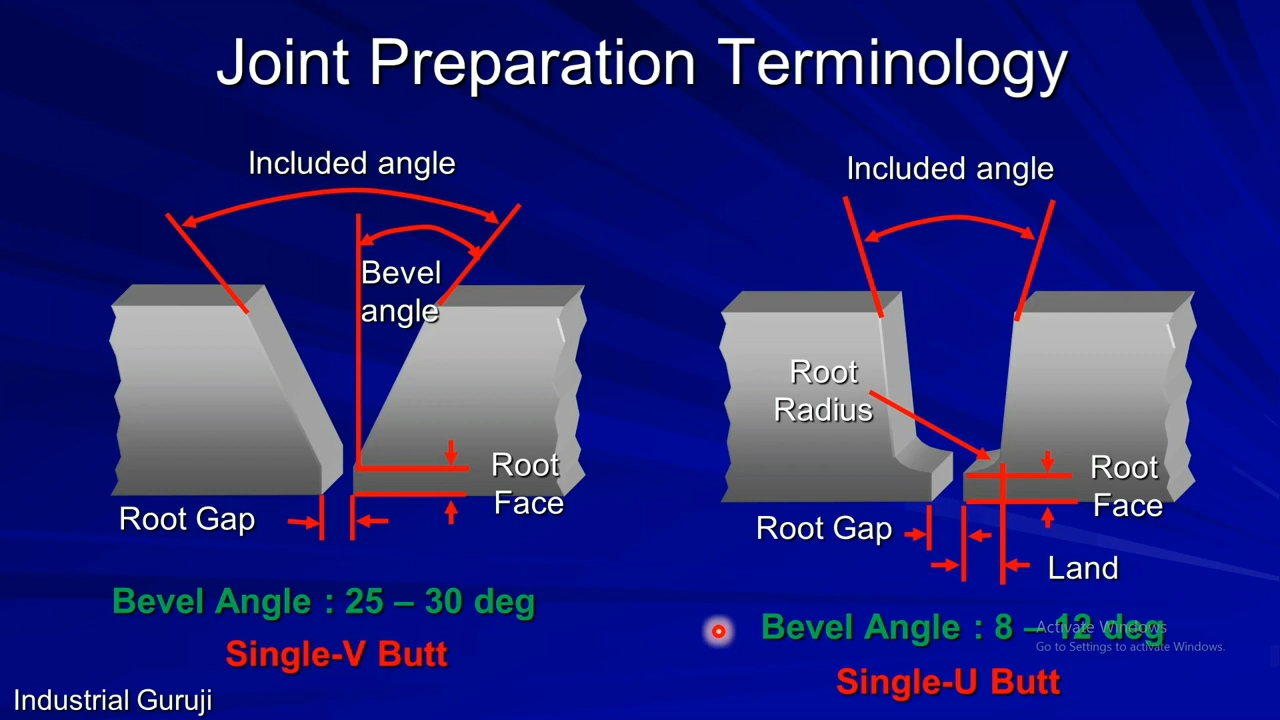 Joint Preparation Terminology
Included angle
Bevel
angle
Root
Face
Root Gap
Bevel Angle : 25 – 30 deg
Single-V Butt
Included angle
Root
Radius
Root
Face
Root Gap
Land
Bevel Angle : 8 – 12 deg
Single-U Butt
Activate Windows
Go to Settings to activate Windows.
Industrial Guruji